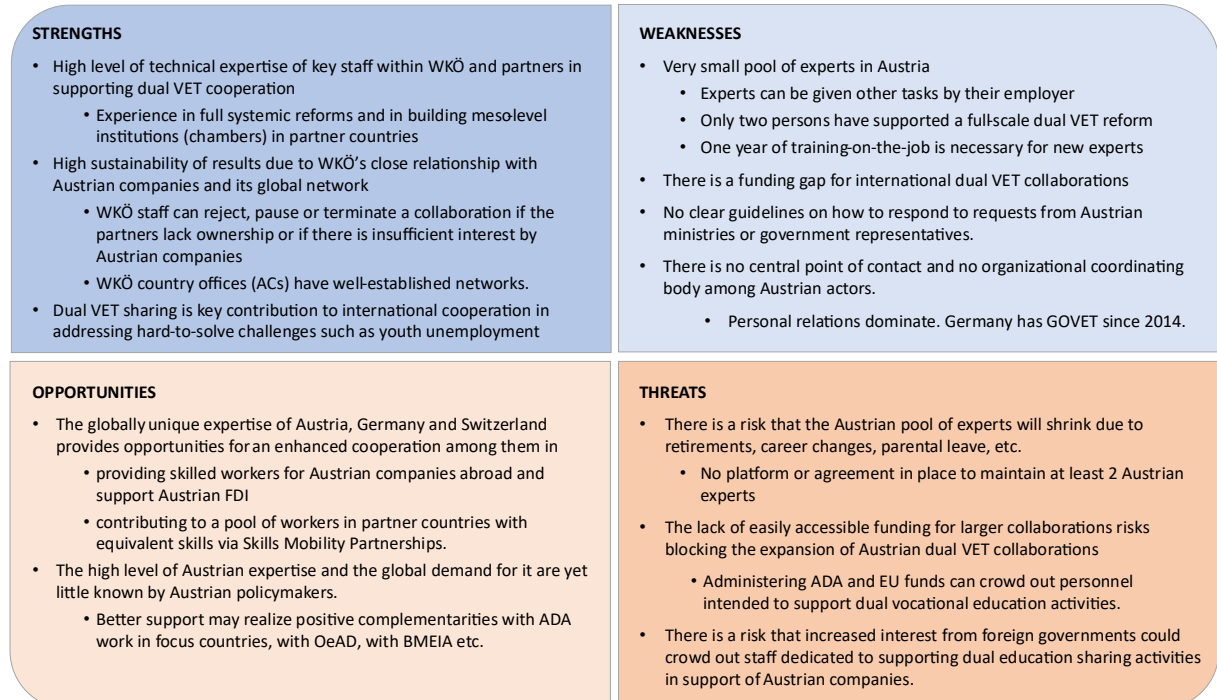 STRENGTHS
• High level of technical expertise of key staff within WKÖ and partners in
supporting dual VET cooperation
• Experience in full systemic reforms and in building meso-level
institutions (chambers) in partner countries
• High sustainability of results due to WKÖ's close relationship with
Austrian companies and its global network
• WKÖ staff can reject, pause or terminate a collaboration if the
partners lack ownership or if there is insufficient interest by
Austrian companies
• WKÖ country offices (ACs) have well-established networks.
• Dual VET sharing is key contribution to international cooperation in
addressing hard-to-solve challenges such as youth unemployment
WEAKNESSES
• Very small pool of experts in Austria
• Experts can be given other tasks by their employer
• Only two persons have supported a full-scale dual VET reform
• One year of training-on-the-job is necessary for new experts
• There is a funding gap for international dual VET collaborations
• No clear guidelines on how to respond to requests from Austrian
ministries or government representatives.
• There is no central point of contact and no organizational coordinating
body among Austrian actors.
• Personal relations dominate. Germany has GOVET since 2014.
OPPORTUNITIES
• The globally unique expertise of Austria, Germany and Switzerland
provides opportunities for an enhanced cooperation among them in
• providing skilled workers for Austrian companies abroad and
support Austrian FDI
• contributing to a pool of workers in partner countries with
equivalent skills via Skills Mobility Partnerships.
• The high level of Austrian expertise and the global demand for it are yet
little known by Austrian policymakers.
• Better support may realize positive complementarities with ADA
work in focus countries, with OeAD, with BMEIA etc.
THREATS
• There is a risk that the Austrian pool of experts will shrink due to
retirements, career changes, parental leave, etc.
• No platform or agreement in place to maintain at least 2 Austrian
experts
• The lack of easily accessible funding for larger collaborations risks
blocking the expansion of Austrian dual VET collaborations
• Administering ADA and EU funds can crowd out personnel
intended to support dual vocational education activities.
• There is a risk that increased interest from foreign governments could
crowd out staff dedicated to supporting dual education sharing activities
in support of Austrian companies.